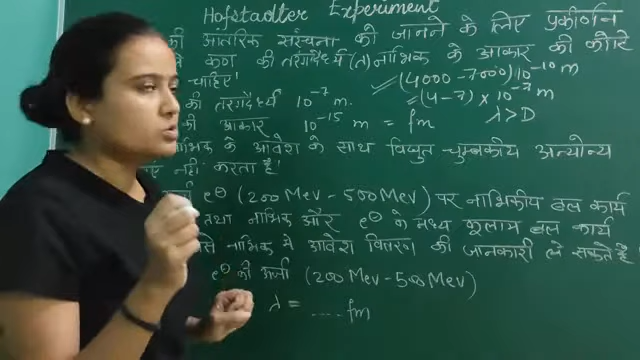 Hofstadter Experiment
की आंतरिक संरचना को जानने के लिए प्रकीर्णन
कण की तरंगदैर्ध्य (λ) नाभिक के आकार की कोटि
चाहिए।
(4000 - 7000) 10⁻¹⁰ m
की तरंगदैर्ध्य 10⁻⁷ m.
= (4-7) × 10⁻⁷ m
का आकार 10⁻¹⁵ m = fm
λ > D
के आवेश के साथ विद्युत चुम्बकीय अन्योन्य
नहीं करता है।
e⊖ (200 Mev - 500 Mev) पर नाभिकीय बल कार्य
तथा नाभिक और e⊖ के मध्य कूलाम बल कार्य
नाभिक में आवेश वितरण की जानकारी ले सकते है
e⊖ की ऊर्जा (200 Mev - 500 Mev)
λ = ..... fm